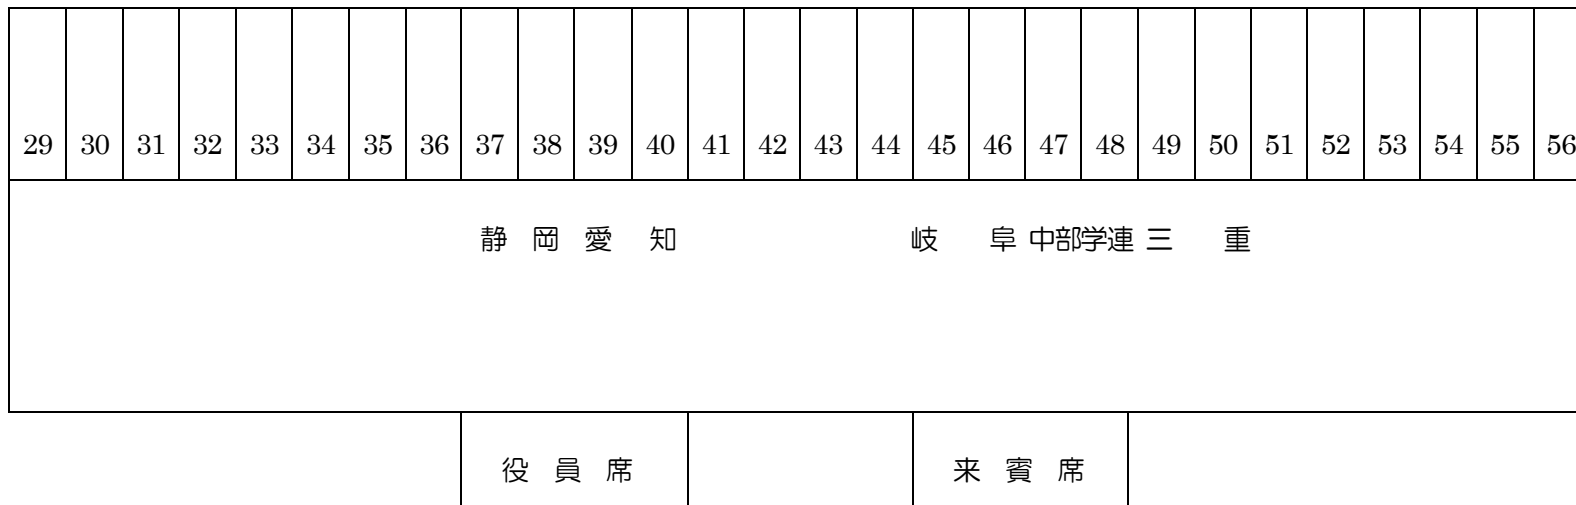 29 30 31 32 33 34 35 36 37 38 39 40 41 42 43 44 45 46 47 48 49 50 51 52 53 54 55 56
静 岡 愛 知 岐 阜 中部学連 三 重
役 員 席 来 賓 席